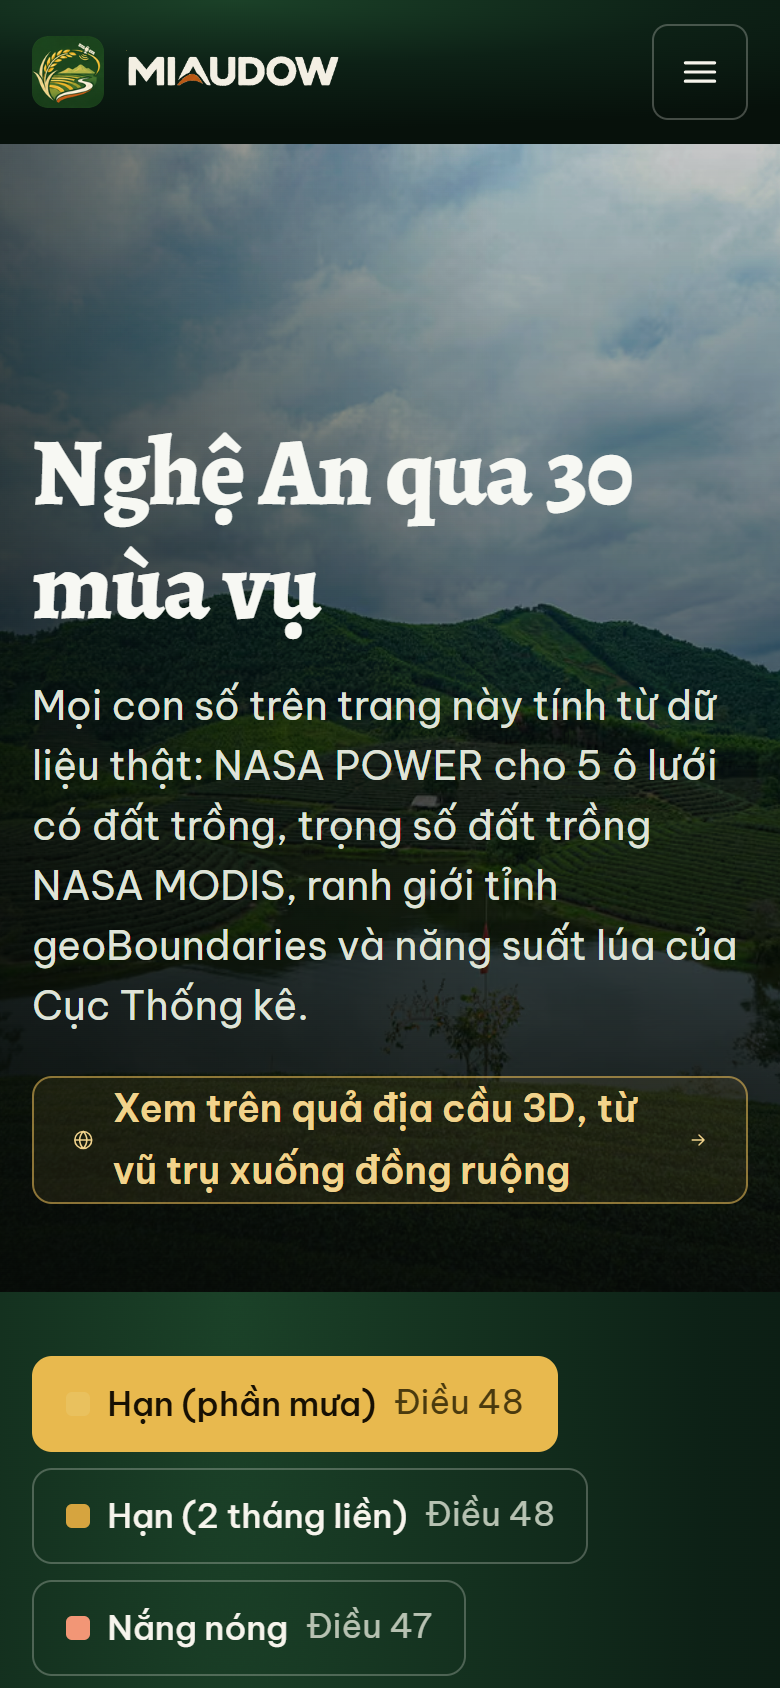 MIAUDOW
Nghệ An qua 30
mùa vụ
Mọi con số trên trang này tính từ dữ
liệu thật: NASA POWER cho 5 ô lưới
có đất trồng, trọng số đất trồng
NASA MODIS, ranh giới tỉnh
geoBoundaries và năng suất lúa của
Cục Thống kê.
Xem trên quả địa cầu 3D, từ
vũ trụ xuống đồng ruộng
Hạn (phần mưa) Điều 48
Hạn (2 tháng liền) Điều 48
Nắng nóng Điều 47